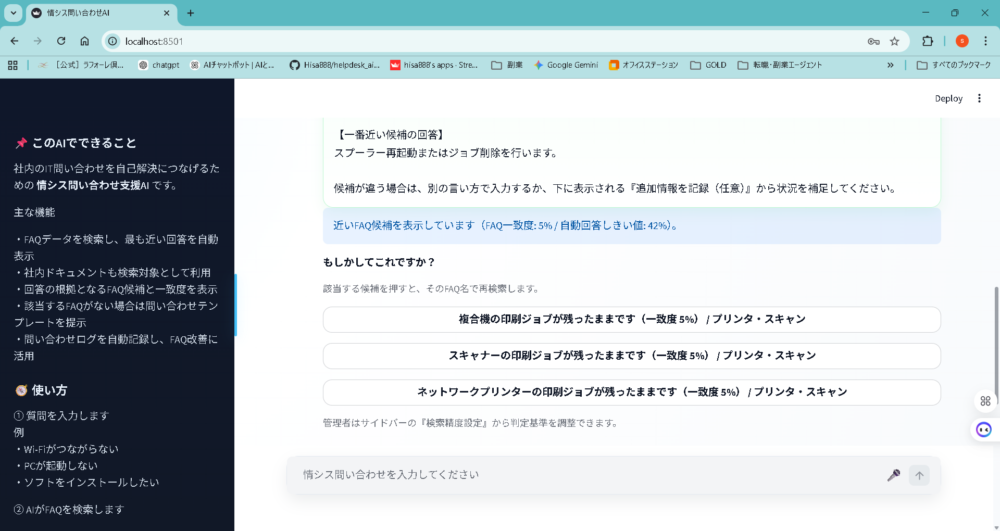 情シス問い合わせAI
localhost:8501
［公式］ラフォーレ倶...
chatgpt
AIチャットボット | AIと...
Hisa888/helpdesk_ai...
hisa888's apps · Stre...
副業
Google Gemini
オフィスステーション
GOLD
転職・副業エージェント
»
すべてのブックマーク
S
Deploy
📌 このAIでできること
社内のIT問い合わせを自己解決につなげるた
めの 情シス問い合わせ支援AI です。
主な機能
・FAQデータを検索し、最も近い回答を自動
表示
・社内ドキュメントも検索対象として利用
・回答の根拠となるFAQ候補と一致度を表示
・該当するFAQがない場合は問い合わせテン
プレートを提示
・問い合わせログを自動記録し、FAQ改善に
活用
🧭 使い方
① 質問を入力します
例
・Wi-Fiがつながらない
・PCが起動しない
・ソフトをインストールしたい
② AIがFAQを検索します
【一番近い候補の回答】
スプーラー再起動またはジョブ削除を行います。
候補が違う場合は、別の言い方で入力するか、下に表示される『追加情報を記録（任意）』から状況を補足してください。
近いFAQ候補を表示しています（FAQ一致度: 5% / 自動回答しきい値: 42%）。
もしかしてこれですか？
該当する候補を押すと、そのFAQ名で再検索します。
複合機の印刷ジョブが残ったままです（一致度 5%） / プリンタ・スキャン
スキャナーの印刷ジョブが残ったままです（一致度 5%） / プリンタ・スキャン
ネットワークプリンターの印刷ジョブが残ったままです（一致度 5%） / プリンタ・スキャン
管理者はサイドバーの『検索精度設定』から判定基準を調整できます。
情シス問い合わせを入力してください